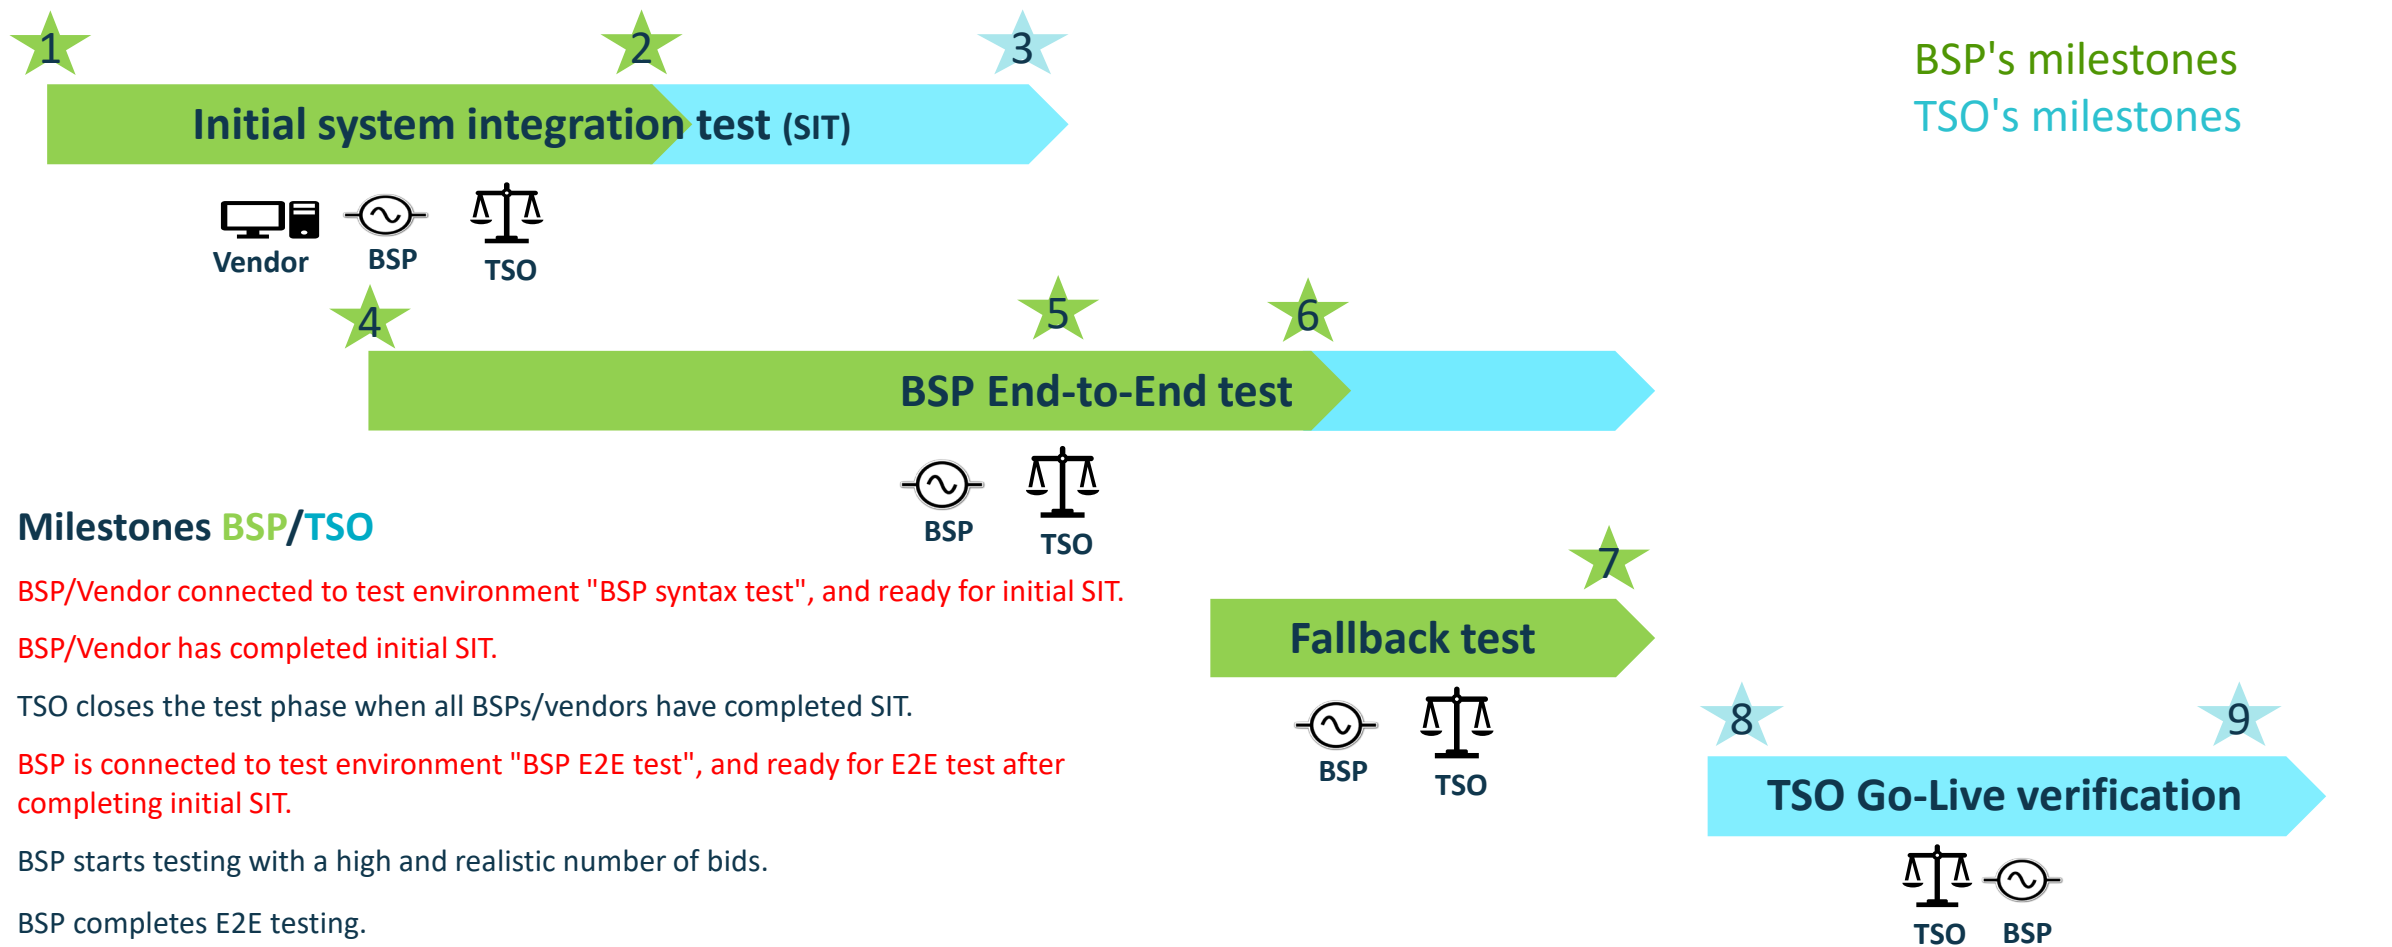 1
2
3
BSP's milestones
TSO's milestones
Initial system integration test (SIT)
Vendor
BSP
TSO
4
5
6
BSP End-to-End test
BSP
TSO
Milestones BSP/TSO
BSP/Vendor connected to test environment "BSP syntax test", and ready for initial SIT.
BSP/Vendor has completed initial SIT.
TSO closes the test phase when all BSPs/vendors have completed SIT.
BSP is connected to test environment "BSP E2E test", and ready for E2E test after
completing initial SIT.
BSP starts testing with a high and realistic number of bids.
BSP completes E2E testing.
7
Fallback test
BSP
TSO
8
9
TSO Go-Live verification
TSO
BSP